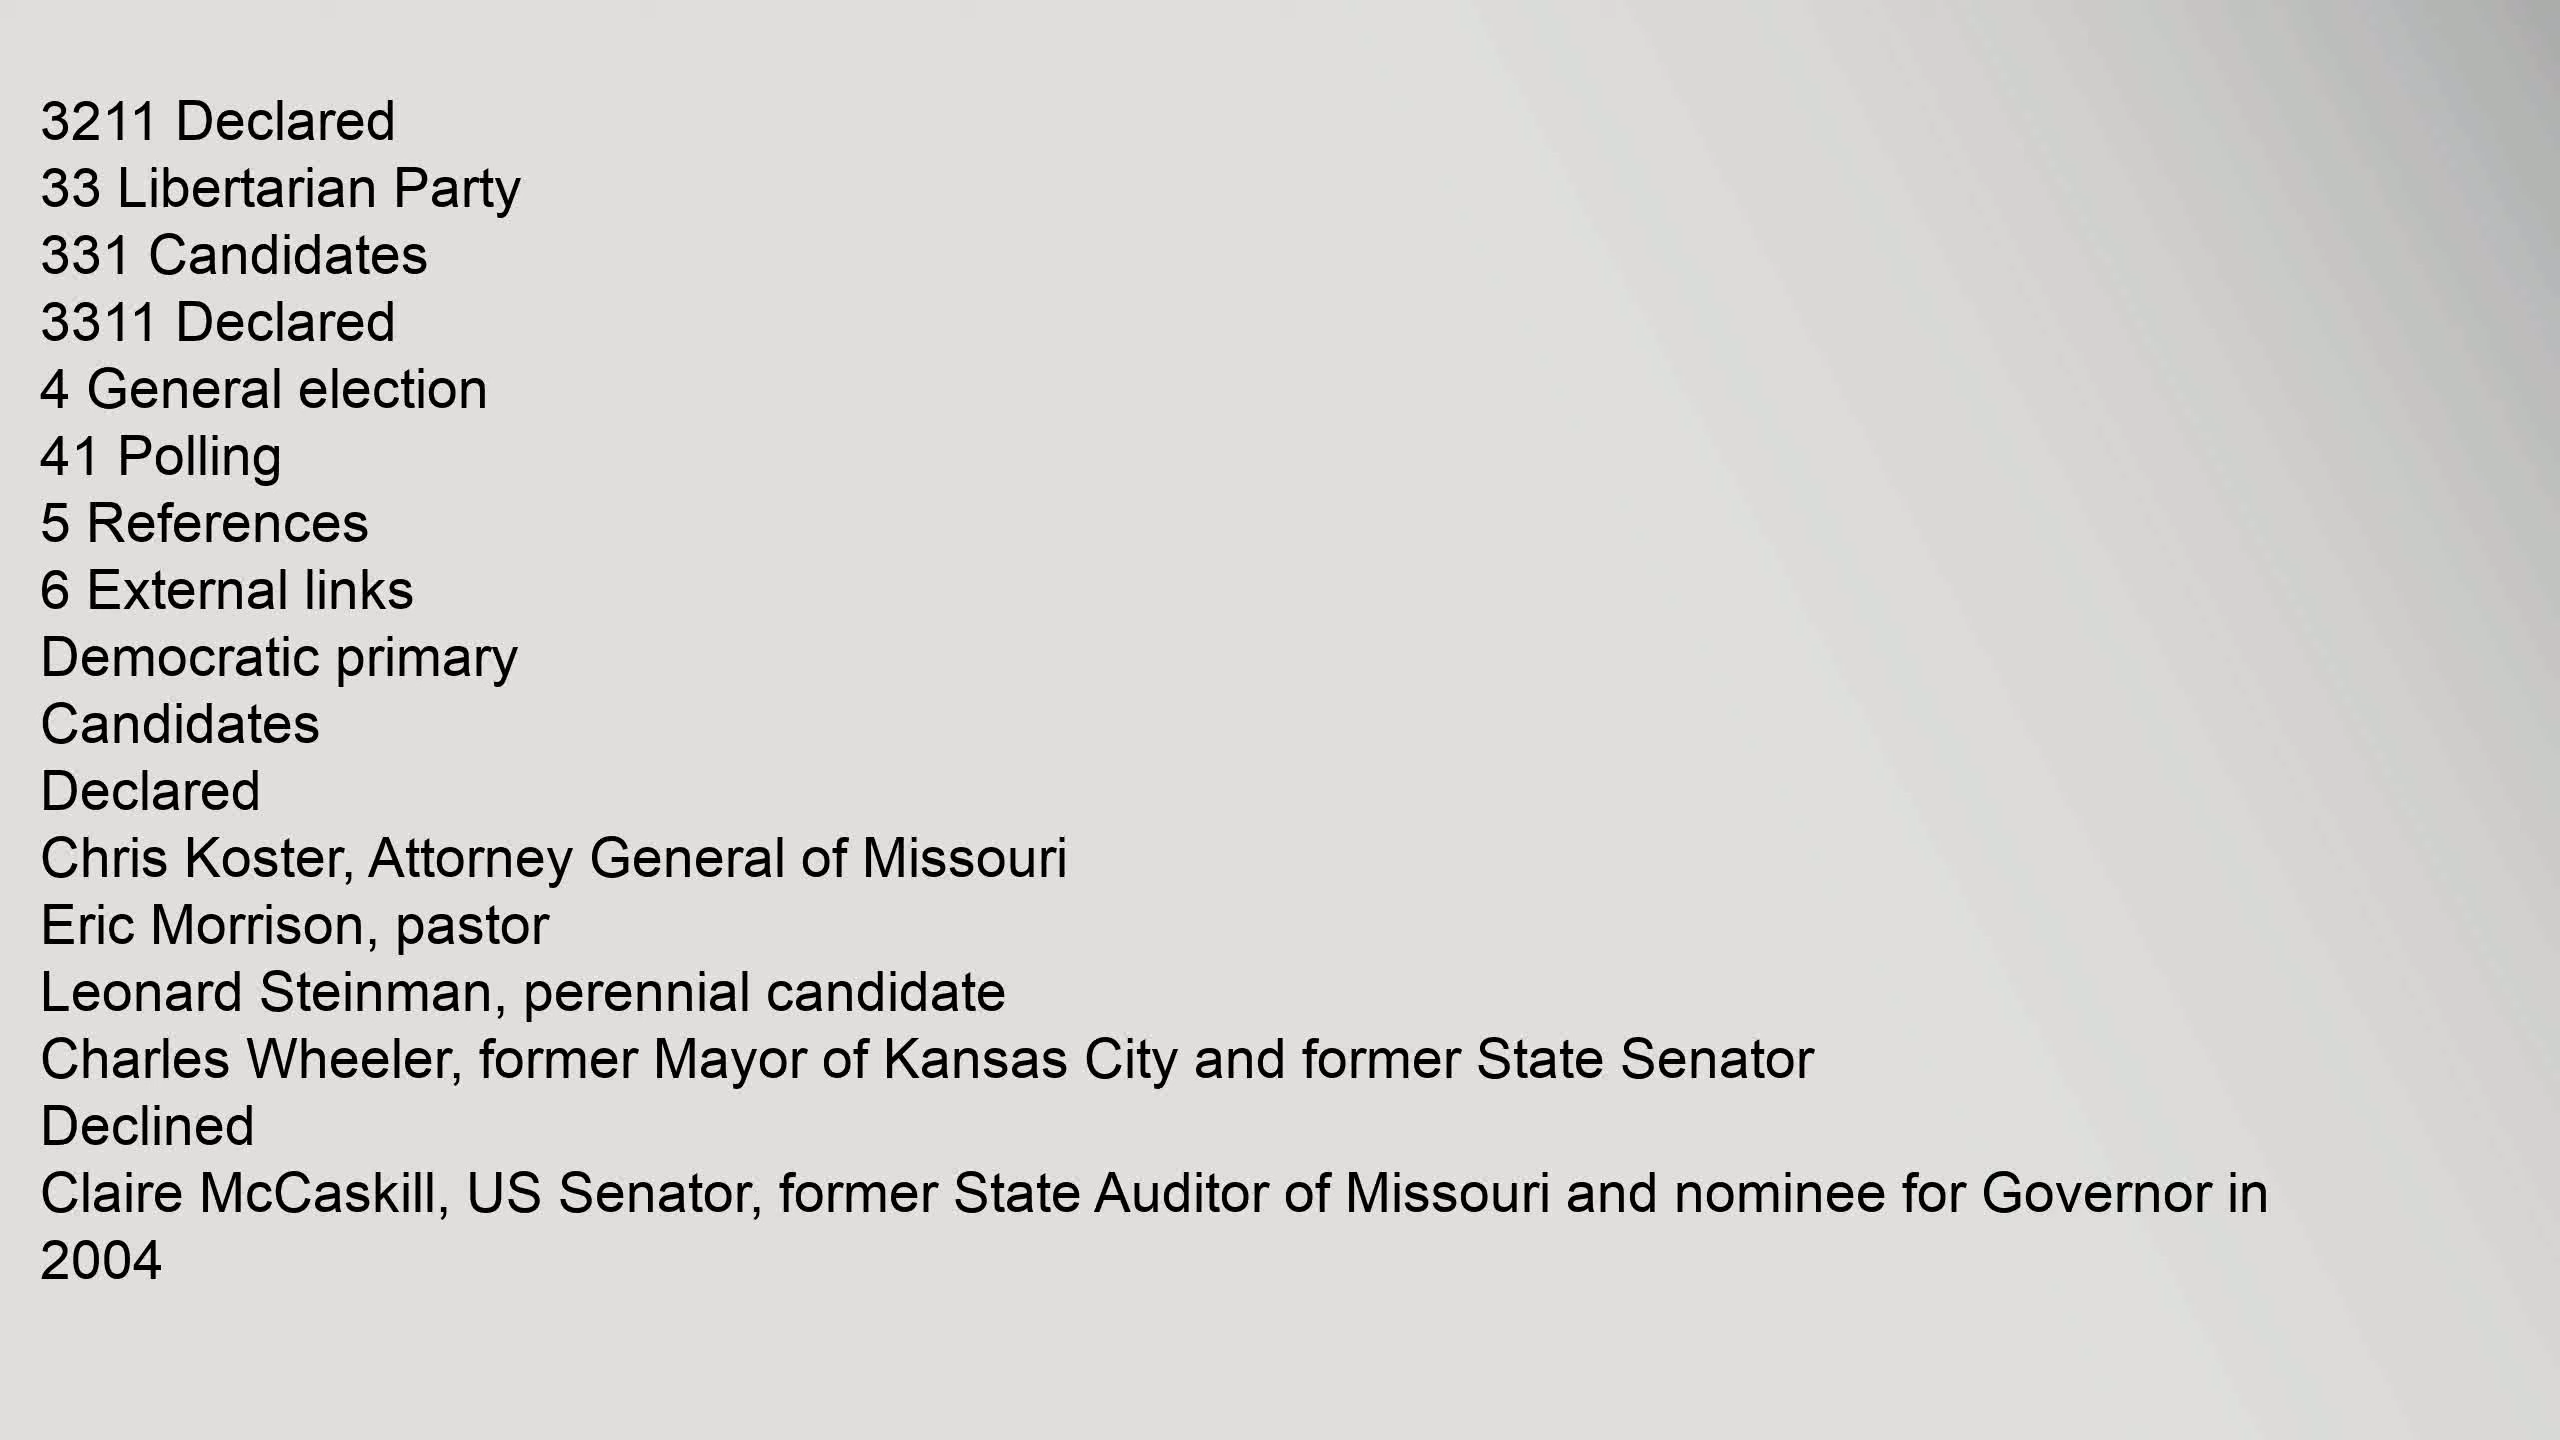 3211 Declared
33 Libertarian Party
331 Candidates
3311 Declared
4 General election
41 Polling
5 References
6 External links
Democratic primary
Candidates
Declared
Chris Koster, Attorney General of Missouri
Eric Morrison, pastor
Leonard Steinman, perennial candidate
Charles Wheeler, former Mayor of Kansas City and former State Senator
Declined
Claire McCaskill, US Senator, former State Auditor of Missouri and nominee for Governor in
2004